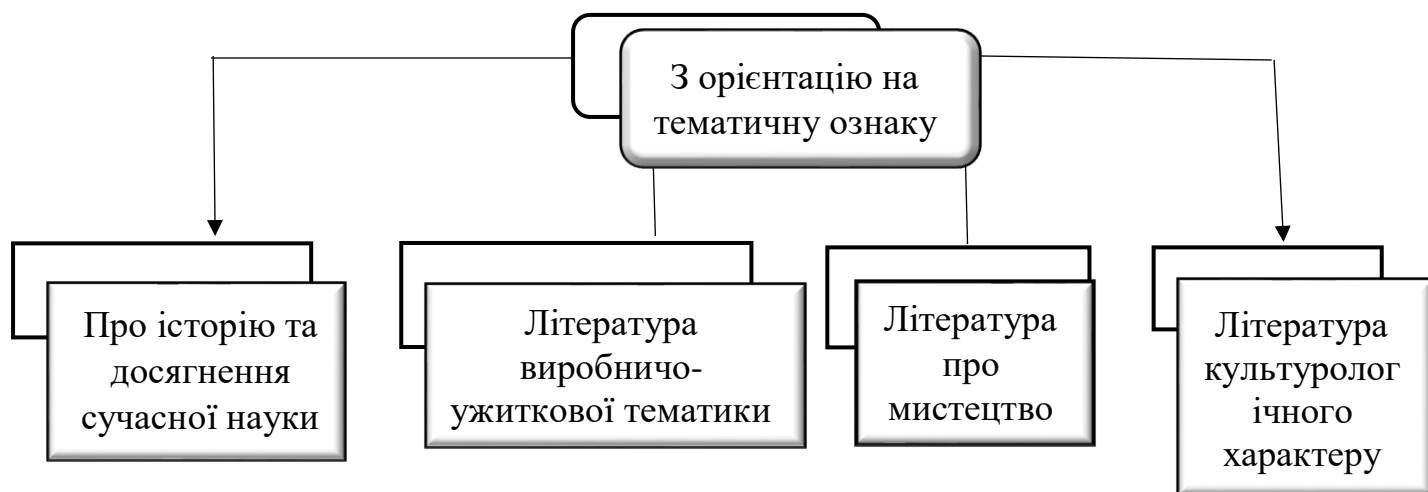 З орієнтацію на
тематичну ознаку
Про історію та
досягнення
сучасної науки
Література
виробничо-
ужиткової тематики
Література
про
мистецтво
Література
культуролог
ічного
характеру